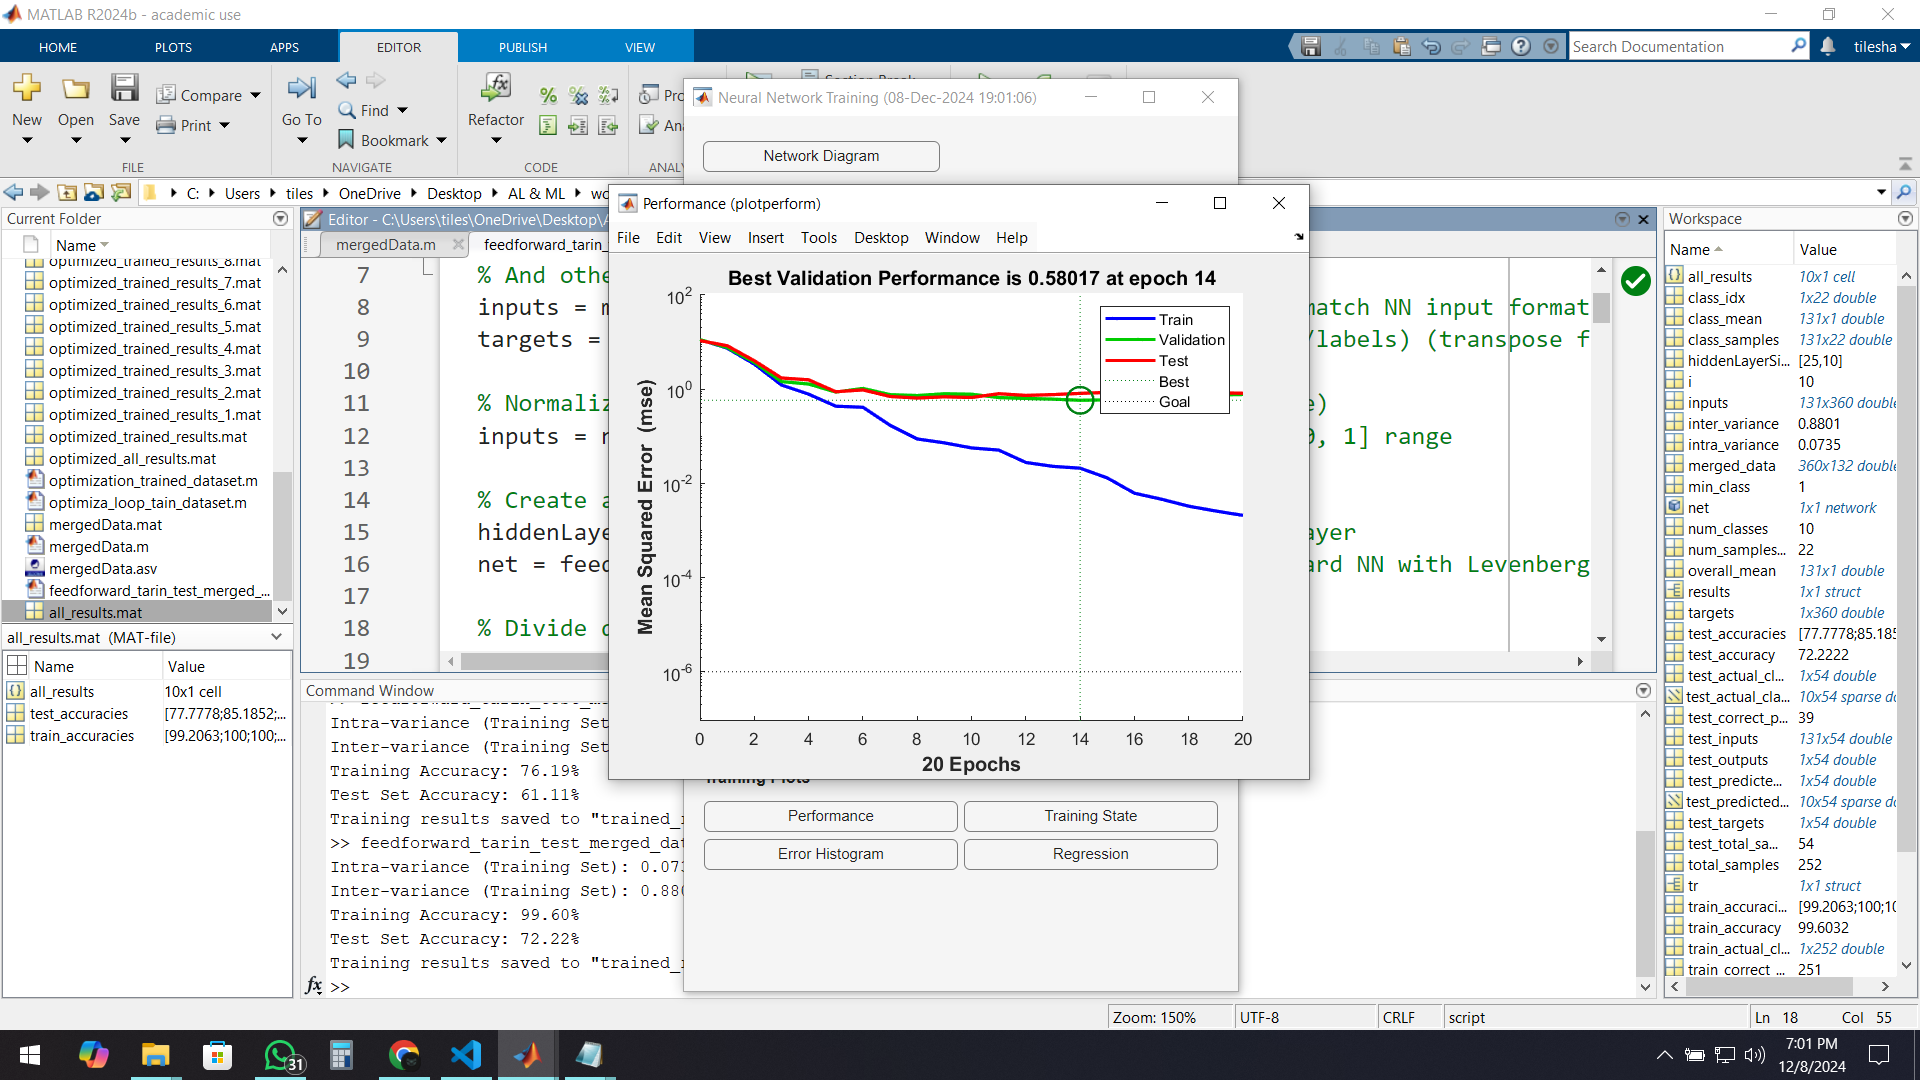 MATLAB R2024b - academic use
HOME PLOTS APPS EDITOR PUBLISH VIEW
Search Documentation
tilesha
New Open Save Compare Print
FILE
Go To Find Bookmark
NAVIGATE
Refactor
CODE
C: Users tiles OneDrive Desktop AL & ML
Current Folder
Name
optimized_trained_results_8.mat
optimized_trained_results_7.mat
optimized_trained_results_6.mat
optimized_trained_results_5.mat
optimized_trained_results_4.mat
optimized_trained_results_3.mat
optimized_trained_results_2.mat
optimized_trained_results_1.mat
optimized_trained_results.mat
optimized_all_results.mat
optimization_trained_dataset.m
optimiza_loop_tain_dataset.m
mergedData.mat
mergedData.m
mergedData.asv
feedforward_tarin_test_merged_...
all_results.mat
all_results.mat (MAT-file)
Name Value
all_results 10x1 cell
test_accuracies [77.7778;85.1852;...
train_accuracies [99.2063;100;100;...
Editor - C:\Users\tiles\OneDrive\Desktop\A
mergedData.m
feedforward_tarin_
7 % And othe
8 inputs = m match NN input format
9 targets = /labels) (transpose f
10
11 % Normaliz e)
12 inputs = n 0, 1] range
13
14 % Create a
15 hiddenLaye ayer
16 net = feed ard NN with Levenberg
17
18 % Divide d
19
Command Window
Intra-variance (Training Set
Inter-variance (Training Set
Training Accuracy: 76.19%
Test Set Accuracy: 61.11%
Training results saved to "trained_r
>> feedforward_tarin_test_merged_dat
Intra-variance (Training Set): 0.073
Inter-variance (Training Set): 0.880
Training Accuracy: 99.60%
Test Set Accuracy: 72.22%
Training results saved to "trained_r
fx >>
Neural Network Training (08-Dec-2024 19:01:06)
Network Diagram
Performance (plotperform)
File Edit View Insert Tools Desktop Window Help
Best Validation Performance is 0.58017 at epoch 14
Mean Squared Error (mse)
10^2
10^0
10^-2
10^-4
10^-6
Train
Validation
Test
Best
Goal
0 2 4 6 8 10 12 14 16 18 20
20 Epochs
Training Plots
Performance Training State
Error Histogram Regression
Workspace
Name Value
all_results 10x1 cell
class_idx 1x22 double
class_mean 131x1 double
class_samples 131x22 double
hiddenLayerSi... [25,10]
i 10
inputs 131x360 double
inter_variance 0.8801
intra_variance 0.0735
merged_data 360x132 double
min_class 1
net 1x1 network
num_classes 10
num_samples... 22
overall_mean 131x1 double
results 1x1 struct
targets 1x360 double
test_accuracies [77.7778;85.185
test_accuracy 72.2222
test_actual_cl... 1x54 double
test_actual_cla... 10x54 sparse do
test_correct_p... 39
test_inputs 131x54 double
test_outputs 1x54 double
test_predicte... 1x54 double
test_predicted... 10x54 sparse do
test_targets 1x54 double
test_total_sa... 54
total_samples 252
tr 1x1 struct
train_accuraci... [99.2063;100;10
train_accuracy 99.6032
train_actual_cl... 1x252 double
train_correct_... 251
Zoom: 150% UTF-8 CRLF script Ln 18 Col 55
31
7:01 PM
12/8/2024